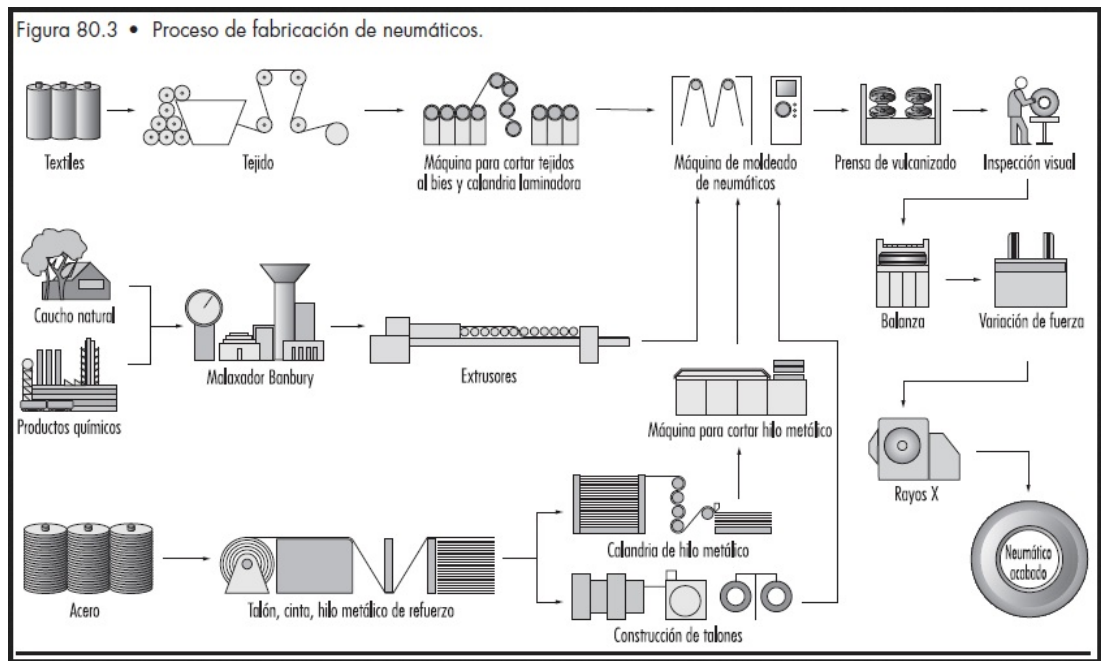 Figura 80.3 • Proceso de fabricación de neumáticos.
Textiles
Tejido
Máquina para cortar tejidos
al bies y calandria laminadora
Máquina de moldeado
de neumáticos
Prensa de vulcanizado
Inspección visual
Caucho natural
Productos químicos
Malaxador Banbury
Extrusores
Balanza
Variación de fuerza
Máquina para cortar hilo metálico
Rayos X
Acero
Talón, cinta, hilo metálico de refuerzo
Calandria de hilo metálico
Construcción de talones
Neumático
acabado